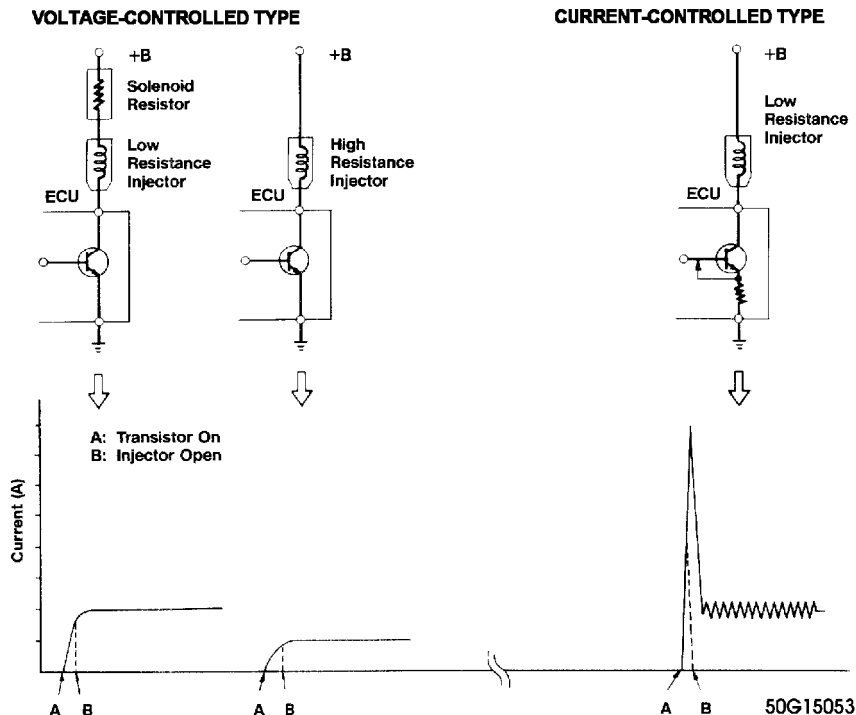 VOLTAGE-CONTROLLED TYPE
CURRENT-CONTROLLED TYPE
+B
Solenoid
Resistor
Low
Resistance
Injector
ECU
+B
High
Resistance
Injector
ECU
+B
Low
Resistance
Injector
ECU
A: Transistor On
B: Injector Open
Current (A)
A B
A B
A B
50G15053